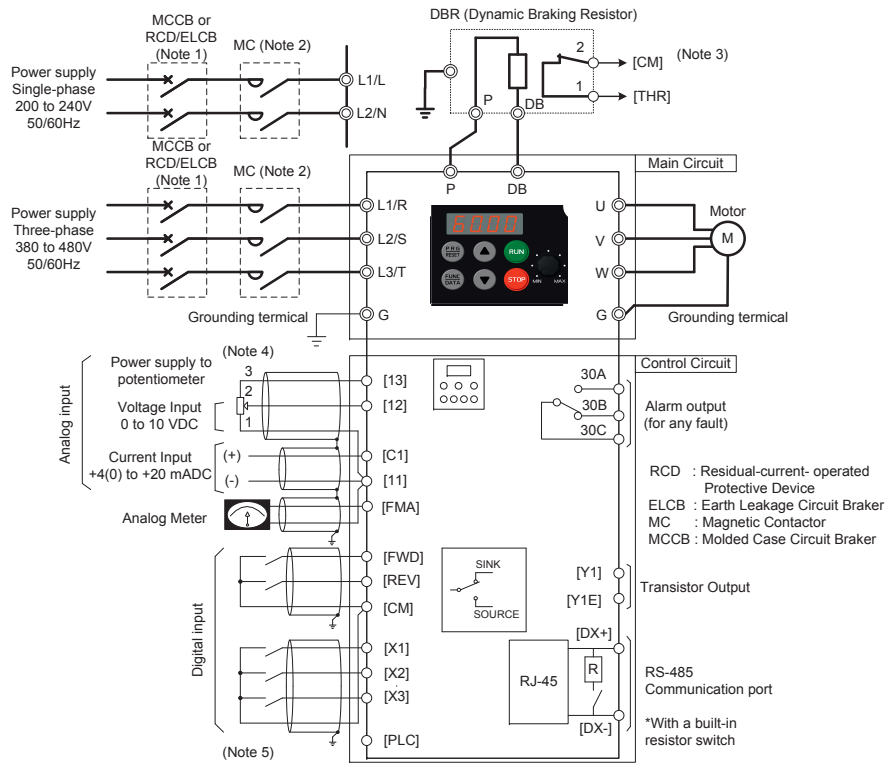 DBR (Dynamic Braking Resistor)
MCCB or
RCD/ELCB
(Note 1)
MC (Note 2)
Power supply
Single-phase
200 to 240V
50/60Hz
L1/L
L2/N
P
DB
2
1
[CM]
[THR]
(Note 3)
MCCB or
RCD/ELCB
(Note 1)
MC (Note 2)
Power supply
Three-phase
380 to 480V
50/60Hz
Main Circuit
P
DB
L1/R
L2/S
L3/T
G
Grounding termical
6000
PRG
RESET
RUN
FUNC
DATA
STOP
MIN
MAX
U
V
W
G
Motor
M
Grounding termical
Control Circuit
Analog input
Power supply to
potentiometer
(Note 4)
3
2
1
Voltage Input
0 to 10 VDC
Current Input
+4(0) to +20 mADC
(+)
(-)
Analog Meter
[13]
[12]
[C1]
[11]
[FMA]
30A
30B
30C
Alarm output
(for any fault)
RCD : Residual-current- operated
Protective Device
ELCB : Earth Leakage Circuit Braker
MC : Magnetic Contactor
MCCB : Molded Case Circuit Braker
Digital input
[FWD]
[REV]
[CM]
[X1]
[X2]
[X3]
[PLC]
(Note 5)
SINK
SOURCE
[Y1]
[Y1E]
Transistor Output
[DX+]
RJ-45
R
[DX-]
RS-485
Communication port
*With a built-in
resistor switch